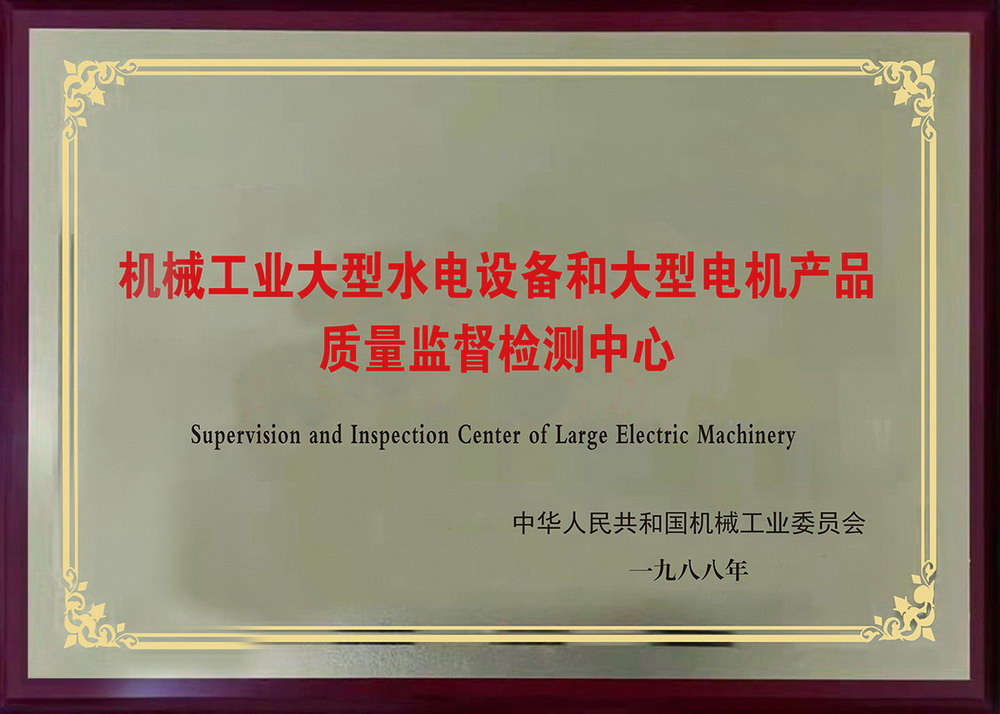 机械工业大型水电设备和大型电机产品
质量监督检测中心
Supervision and Inspection Center of Large Electric Machinery
中华人民共和国机械工业委员会
一九八八年